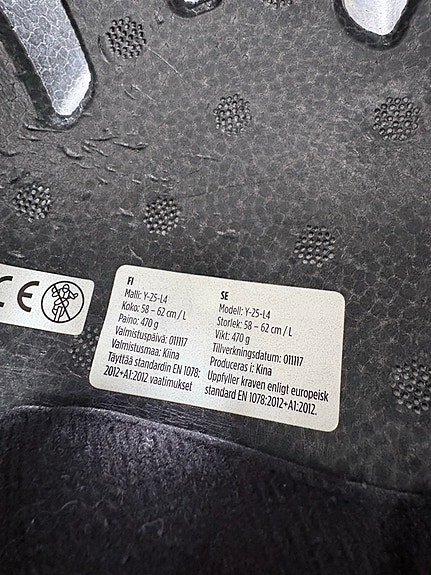 CE
FI
Malli: Y-25-L4
Koko: 58 – 62 cm / L
Paino: 470 g
Valmistuspäivä: 011117
Valmistusmaa: Kiina
Täyttää standardin EN 1078:
2012+A1:2012 vaatimukset
SE
Modell: Y-25-L4
Storlek: 58 – 62 cm / L
Vikt: 470 g
Tillverkningsdatum: 011117
Produceras i: Kina
Uppfyller kraven enligt europeisk
standard EN 1078:2012+A1:2012.